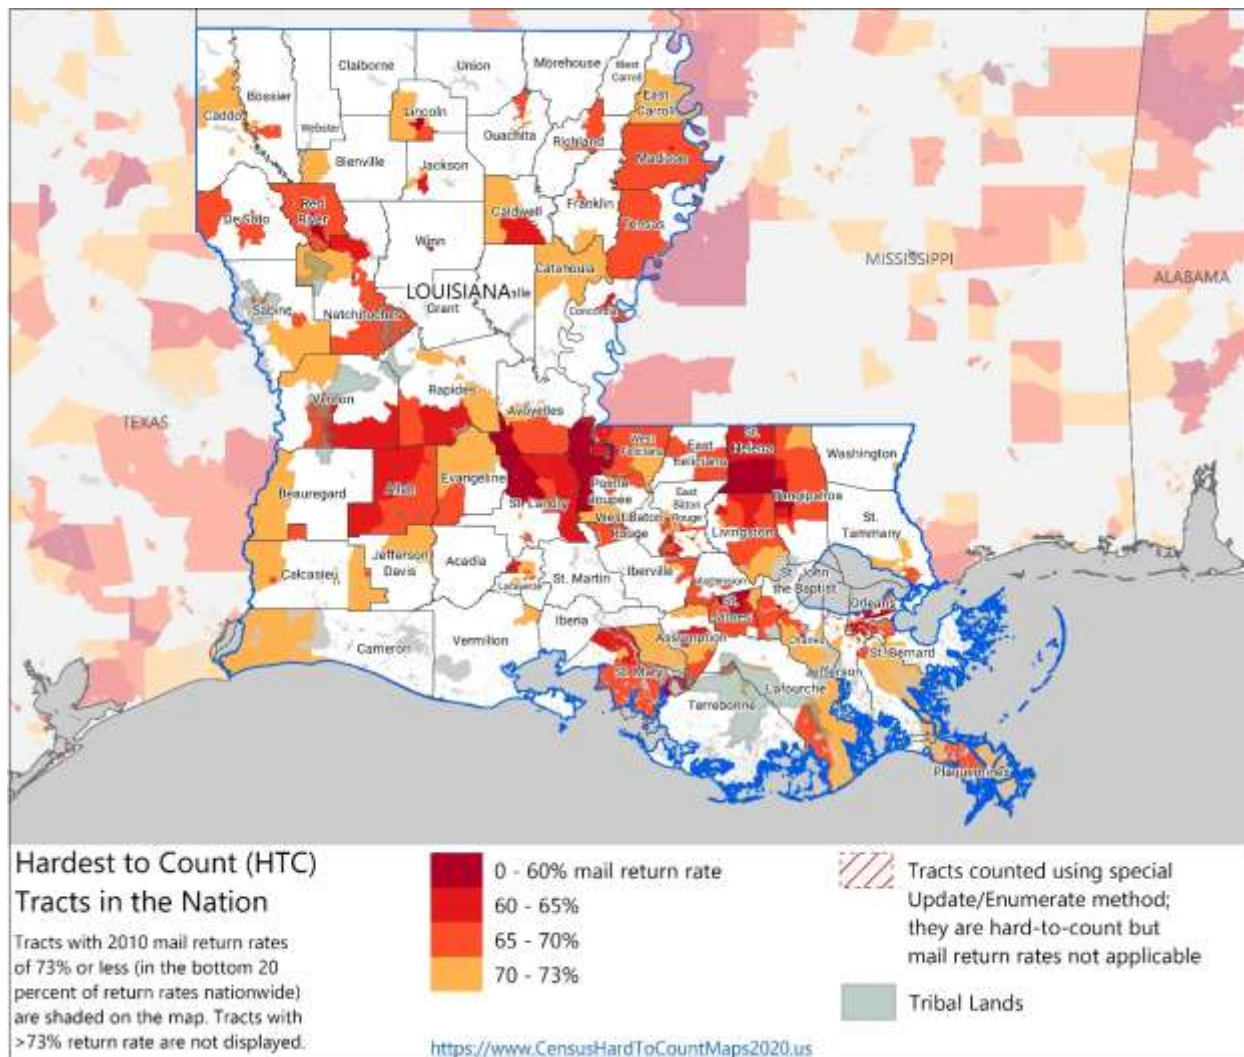 Claiborne
Union
Morehouse
West
Carroll
Bossier
East
Carroll
Caddo
Webster
Lincoln
Ouachita
Richland
Bienville
Jackson
Madison
Red
River
De Soto
Caldwell
Franklin
Tensas
Winn
Catahoula
MISSISSIPPI
ALABAMA
LOUISIANA
Sabine
Natchitoches
Grant
Concordia
Rapides
Vernon
Avoyelles
TEXAS
West
Feliciana
East
Feliciana
St.
Helena
Washington
Beauregard
Allen
Evangeline
Pointe
Coupee
Tangipahoa
St. Landry
East
Baton
Rouge
West Baton
Rouge
Livingston
St.
Tammany
Calcasieu
Jefferson
Davis
Acadia
Lafayette
St. Martin
Iberville
Ascension
St. John
the Baptist
Orleans
St.
James
Cameron
Vermilion
Iberia
Assumption
Charles
St. Bernard
St. Mary
Jefferson
Lafourche
Terrebonne
Plaquemines
Hardest to Count (HTC)
Tracts in the Nation
Tracts with 2010 mail return rates
of 73% or less (in the bottom 20
percent of return rates nationwide)
are shaded on the map. Tracts with
>73% return rate are not displayed.
0 - 60% mail return rate
60 - 65%
65 - 70%
70 - 73%
https://www.CensusHardToCountMaps2020.us
Tracts counted using special
Update/Enumerate method;
they are hard-to-count but
mail return rates not applicable
Tribal Lands